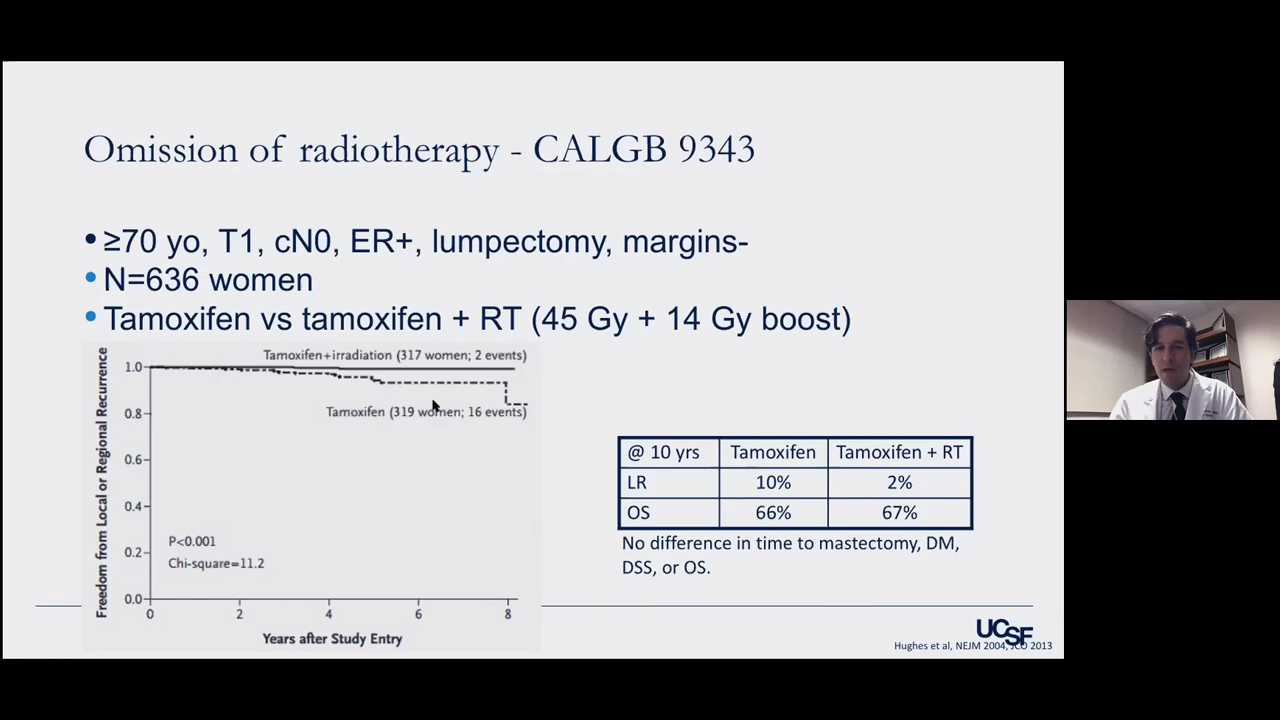 Omission of radiotherapy - CALGB 9343
•≥70 yo, T1, cN0, ER+, lumpectomy, margins-
•N=636 women
•Tamoxifen vs tamoxifen + RT (45 Gy + 14 Gy boost)
Freedom from Local or Regional Recurrence
1.0
0.8
0.6
0.4
0.2
0.0
Tamoxifen+irradiation (317 women; 2 events)
Tamoxifen (319 women; 16 events)
P<0.001
Chi-square=11.2
0 2 4 6 8
Years after Study Entry
@ 10 yrs Tamoxifen Tamoxifen + RT
LR 10% 2%
OS 66% 67%
No difference in time to mastectomy, DM,
DSS, or OS.
UCSF
Hughes et al, NEJM 2004, JCO 2013